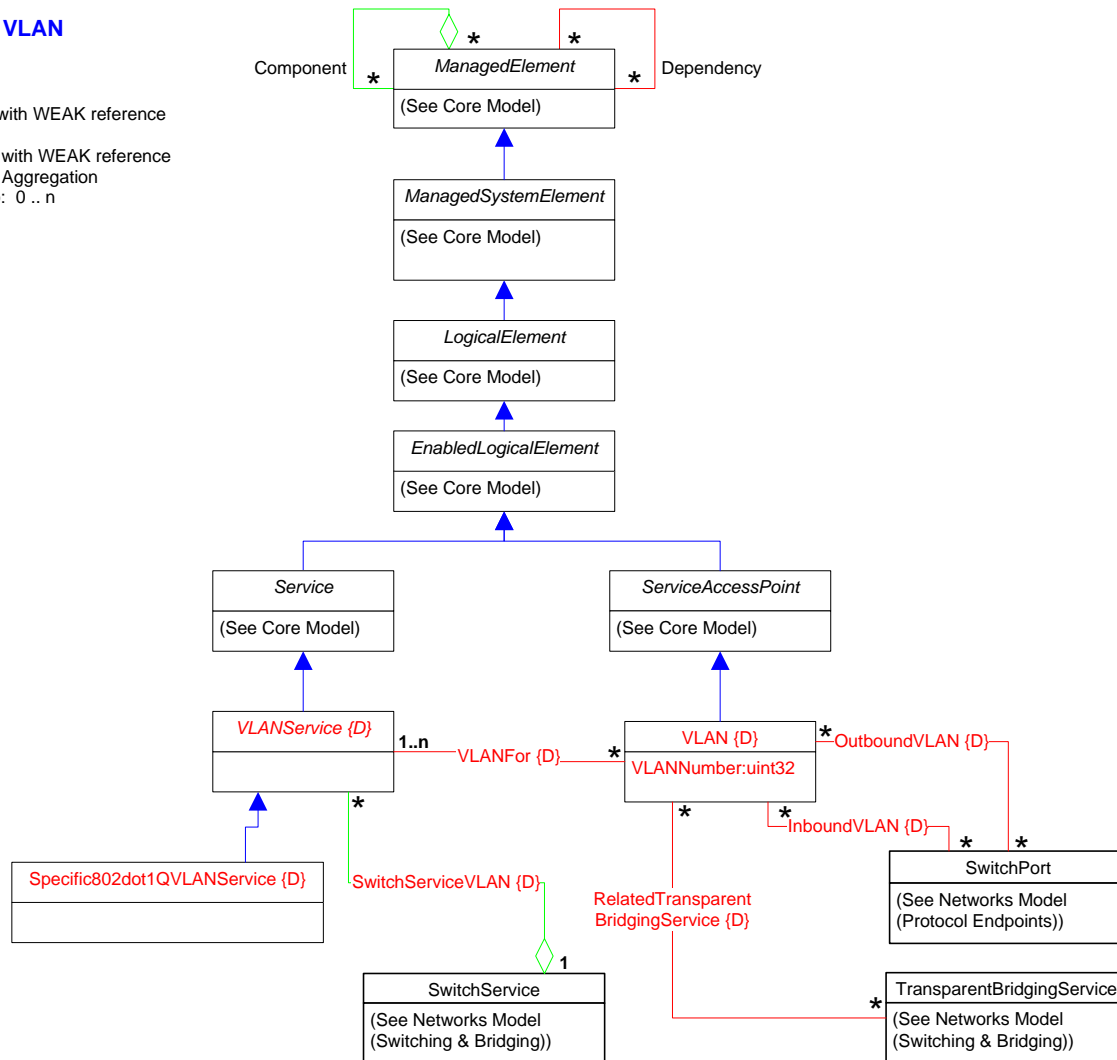 VLAN
Component
*
*
ManagedElement
(See Core Model)
*
*
Dependency
with WEAK reference
with WEAK reference
Aggregation
: 0 .. n
ManagedSystemElement
(See Core Model)
LogicalElement
(See Core Model)
EnabledLogicalElement
(See Core Model)
Service
(See Core Model)
ServiceAccessPoint
(See Core Model)
VLANService {D}
1..n
VLANFor {D}
*
VLAN {D}
VLANNumber:uint32
*
OutboundVLAN {D}
*
*
*
InboundVLAN {D}
*
*
Specific802dot1QVLANService {D}
SwitchServiceVLAN {D}
RelatedTransparent
BridgingService {D}
SwitchPort
(See Networks Model
(Protocol Endpoints))
1
SwitchService
(See Networks Model
(Switching & Bridging))
*
TransparentBridgingService
(See Networks Model
(Switching & Bridging))